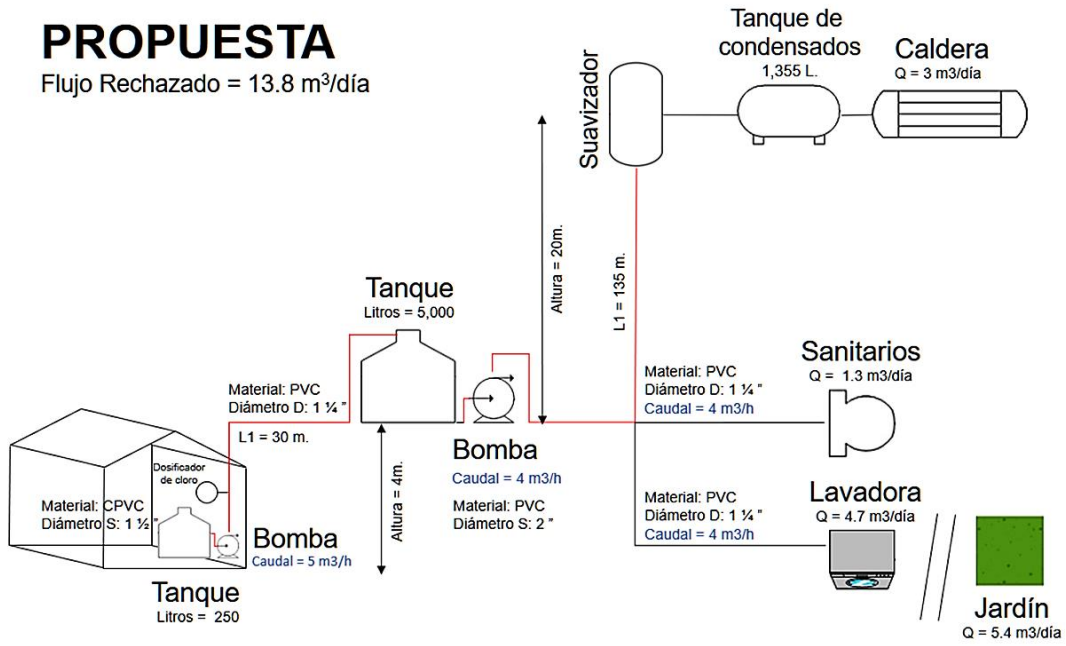 PROPUESTA
Flujo Rechazado = 13.8 m³/día
Suavizador
Tanque de
condensados
1,355 L.
Caldera
Q = 3 m3/día
Altura = 20m.
L1 = 135 m.
Tanque
Litros = 5,000
Material: PVC
Diámetro D: 1 ¼ "
L1 = 30 m.
Bomba
Caudal = 4 m3/h
Material: PVC
Diámetro S: 2 "
Altura = 4m.
Material: PVC
Diámetro D: 1 ¼ "
Caudal = 4 m3/h
Sanitarios
Q = 1.3 m3/día
Material: PVC
Diámetro D: 1 ¼ "
Caudal = 4 m3/h
Lavadora
Q = 4.7 m3/día
Jardín
Q = 5.4 m3/día
Dosificador
de cloro
Material: CPVC
Diámetro S: 1 ½ "
Bomba
Caudal = 5 m3/h
Tanque
Litros = 250